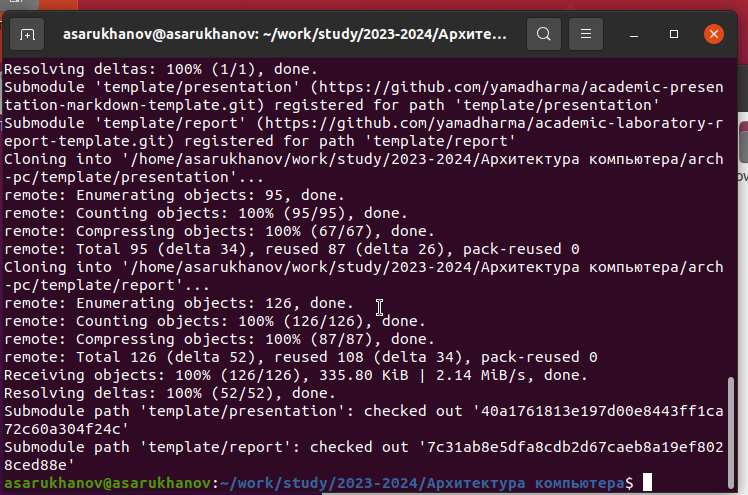 asarukhanov@asarukhanov: ~/work/study/2023-2024/Архите...
Resolving deltas: 100% (1/1), done.
Submodule 'template/presentation' (https://github.com/yamadharma/academic-presen
tation-markdown-template.git) registered for path 'template/presentation'
Submodule 'template/report' (https://github.com/yamadharma/academic-laboratory-r
eport-template.git) registered for path 'template/report'
Cloning into '/home/asarukhanov/work/study/2023-2024/Архитектура компьютера/arch
-pc/template/presentation'...
remote: Enumerating objects: 95, done.
remote: Counting objects: 100% (95/95), done.
remote: Compressing objects: 100% (67/67), done.
remote: Total 95 (delta 34), reused 87 (delta 26), pack-reused 0
Cloning into '/home/asarukhanov/work/study/2023-2024/Архитектура компьютера/arch
-pc/template/report'...
remote: Enumerating objects: 126, done.
remote: Counting objects: 100% (126/126), done.
remote: Compressing objects: 100% (87/87), done.
remote: Total 126 (delta 52), reused 108 (delta 34), pack-reused 0
Receiving objects: 100% (126/126), 335.80 KiB | 2.14 MiB/s, done.
Resolving deltas: 100% (52/52), done.
Submodule path 'template/presentation': checked out '40a1761813e197d00e8443ff1ca
72c60a304f24c'
Submodule path 'template/report': checked out '7c31ab8e5dfa8cdb2d67caeb8a19ef802
8ced88e'
asarukhanov@asarukhanov:~/work/study/2023-2024/Архитектура компьютера$